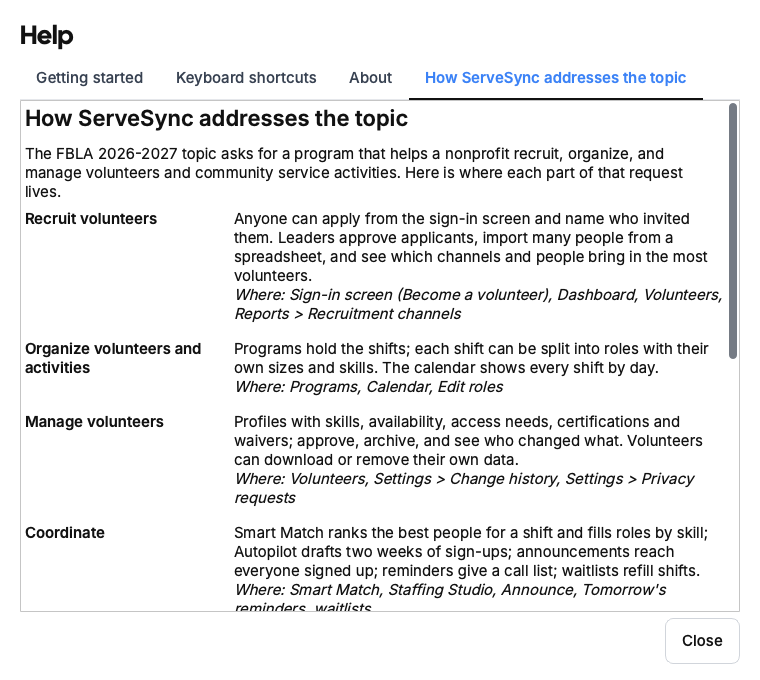 Help
Getting started Keyboard shortcuts About How ServeSync addresses the topic
How ServeSync addresses the topic
The FBLA 2026-2027 topic asks for a program that helps a nonprofit recruit, organize, and
manage volunteers and community service activities. Here is where each part of that request
lives.
Recruit volunteers
Anyone can apply from the sign-in screen and name who invited
them. Leaders approve applicants, import many people from a
spreadsheet, and see which channels and people bring in the most
volunteers.
Where: Sign-in screen (Become a volunteer), Dashboard, Volunteers,
Reports > Recruitment channels
Organize volunteers and
activities
Programs hold the shifts; each shift can be split into roles with their
own sizes and skills. The calendar shows every shift by day.
Where: Programs, Calendar, Edit roles
Manage volunteers
Profiles with skills, availability, access needs, certifications and
waivers; approve, archive, and see who changed what. Volunteers
can download or remove their own data.
Where: Volunteers, Settings > Change history, Settings > Privacy
requests
Coordinate
Smart Match ranks the best people for a shift and fills roles by skill;
Autopilot drafts two weeks of sign-ups; announcements reach
everyone signed up; reminders give a call list; waitlists refill shifts.
Where: Smart Match, Staffing Studio, Announce, Tomorrow's
reminders, waitlists
Close